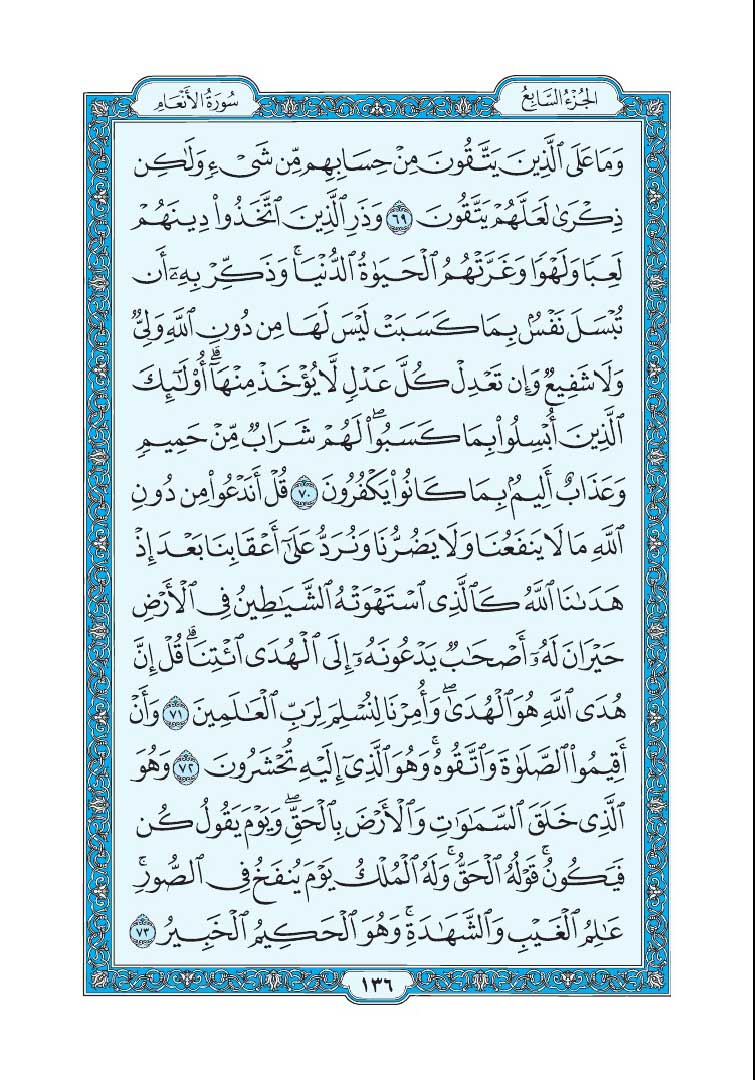 الجُزْءُ السَّابِعُ
سُورَةُ الأَنْعَامِ
وَمَا عَلَى ٱلَّذِينَ يَتَّقُونَ مِنْ حِسَابِهِم مِّن شَىْءٍ وَلَٰكِن
ذِكْرَىٰ لَعَلَّهُمْ يَتَّقُونَ ٦٩ وَذَرِ ٱلَّذِينَ ٱتَّخَذُوا۟ دِينَهُمْ
لَعِبًا وَلَهْوًا وَغَرَّتْهُمُ ٱلْحَيَوٰةُ ٱلدُّنْيَا ۚ وَذَكِّرْ بِهِۦٓ أَن
تُبْسَلَ نَفْسٌۢ بِمَا كَسَبَتْ لَيْسَ لَهَا مِن دُونِ ٱللَّهِ وَلِىٌّ
وَلَا شَفِيعٌ وَإِن تَعْدِلْ كُلَّ عَدْلٍ لَّا يُؤْخَذْ مِنْهَآ ۗ أُو۟لَٰٓئِكَ
ٱلَّذِينَ أُبْسِلُوا۟ بِمَا كَسَبُوا۟ ۖ لَهُمْ شَرَابٌ مِّنْ حَمِيمٍ
وَعَذَابٌ أَلِيمٌۢ بِمَا كَانُوا۟ يَكْفُرُونَ ٧٠ قُلْ أَنَدْعُوا۟ مِن دُونِ
ٱللَّهِ مَا لَا يَنفَعُنَا وَلَا يَضُرُّنَا وَنُرَدُّ عَلَىٰٓ أَعْقَابِنَا بَعْدَ إِذْ
هَدَىٰنَا ٱللَّهُ كَٱلَّذِى ٱسْتَهْوَتْهُ ٱلشَّيَٰطِينُ فِى ٱلْأَرْضِ
حَيْرَانَ لَهُۥٓ أَصْحَٰبٌ يَدْعُونَهُۥٓ إِلَى ٱلْهُدَى ٱئْتِنَا ۗ قُلْ إِنَّ
هُدَى ٱللَّهِ هُوَ ٱلْهُدَىٰ ۖ وَأُمِرْنَا لِنُسْلِمَ لِرَبِّ ٱلْعَٰلَمِينَ ٧١ وَأَنْ
أَقِيمُوا۟ ٱلصَّلَوٰةَ وَٱتَّقُوهُ ۚ وَهُوَ ٱلَّذِىٓ إِلَيْهِ تُحْشَرُونَ ٧٢ وَهُوَ
ٱلَّذِى خَلَقَ ٱلسَّمَٰوَٰتِ وَٱلْأَرْضَ بِٱلْحَقِّ ۖ وَيَوْمَ يَقُولُ كُن
فَيَكُونُ ۚ قَوْلُهُ ٱلْحَقُّ ۚ وَلَهُ ٱلْمُلْكُ يَوْمَ يُنفَخُ فِى ٱلصُّورِ ۚ
عَٰلِمُ ٱلْغَيْبِ وَٱلشَّهَٰدَةِ ۚ وَهُوَ ٱلْحَكِيمُ ٱلْخَبِيرُ ٧٣
١٣٦